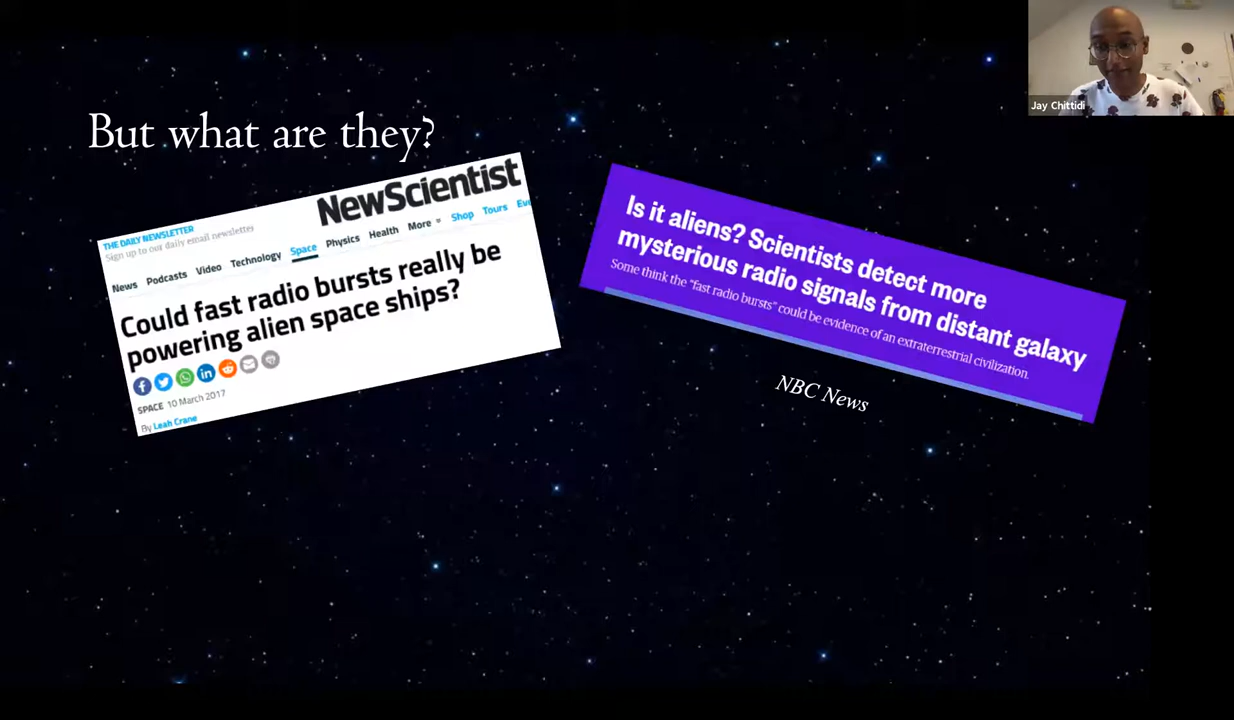 But what are they?
NewScientist
THE DAILY NEWSLETTER
Sign up to our daily email newsletter
News Podcasts Video Technology Space Physics Health More Shop Tours
Could fast radio bursts really be
powering alien space ships?
SPACE 10 March 2017
By Leah Crane
Is it aliens? Scientists detect more
mysterious radio signals from distant galaxy
Some think the "fast radio bursts" could be evidence of an extraterrestrial civilization.
NBC News
Jay Chittidi